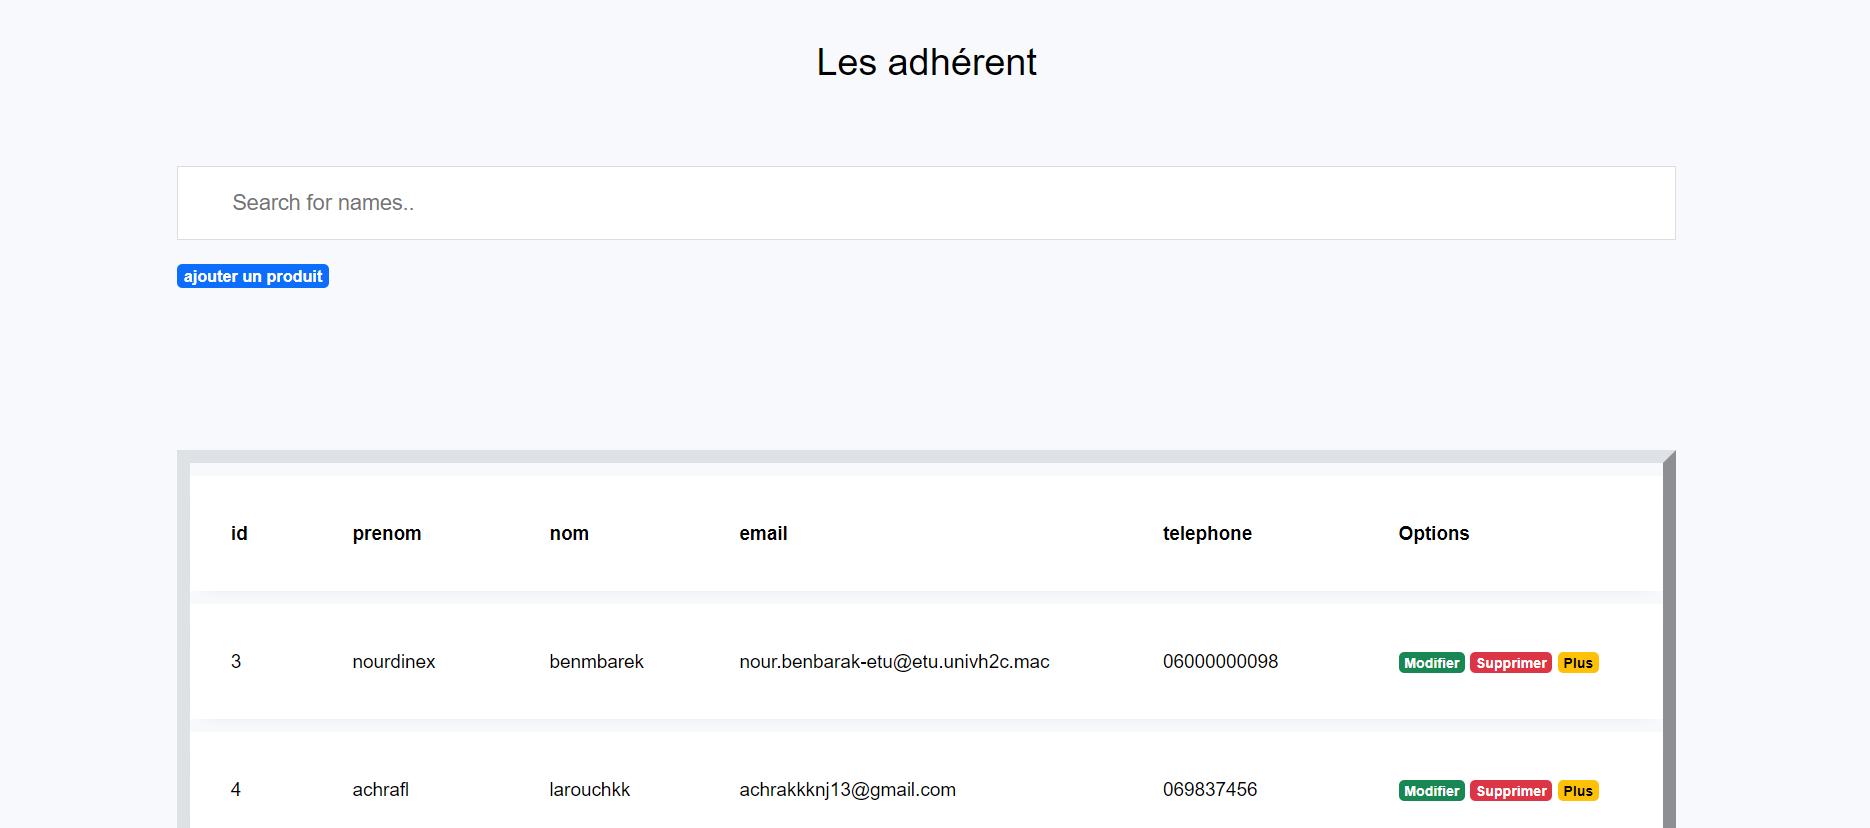 Les adhérent
Search for names..
ajouter un produit
id prenom nom email telephone Options
3 nourdinex benmbarek nour.benbarak-etu@etu.univh2c.mac 06000000098 Modifier Supprimer Plus
4 achrafl larouchkk achrakkknj13@gmail.com 069837456 Modifier Supprimer Plus